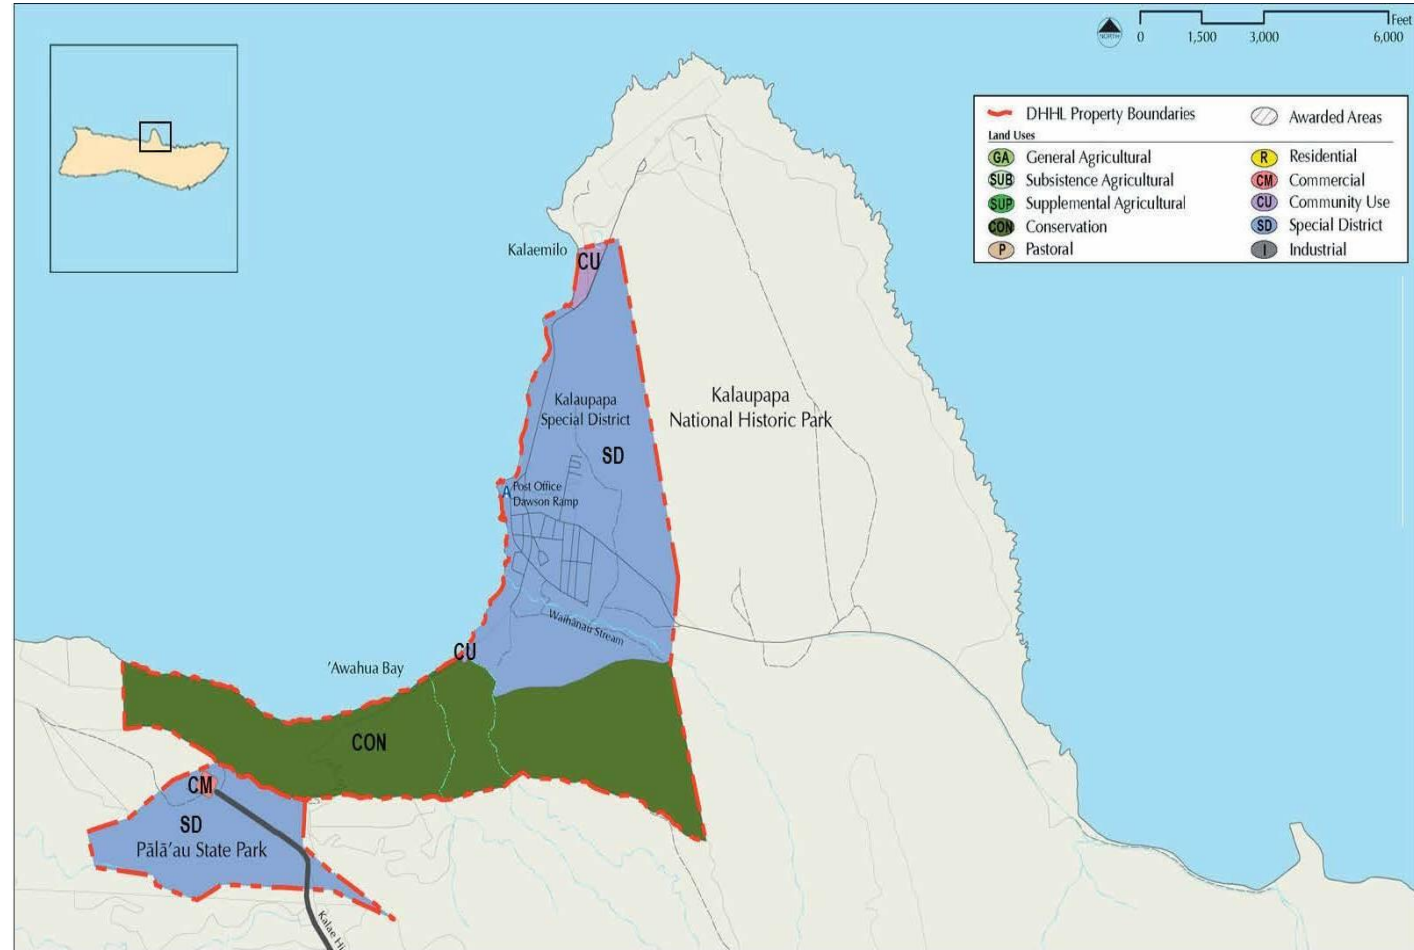 Feet
NORTH
0 1,500 3,000 6,000
DHHL Property Boundaries
Awarded Areas
Land Uses
GA General Agricultural
R Residential
SUB Subsistence Agricultural
CM Commercial
SUP Supplemental Agricultural
CU Community Use
CON Conservation
SD Special District
P Pastoral
I Industrial
Kalaemilo
CU
Kalaupapa
Special District
Kalaupapa
National Historic Park
SD
A
Post Office
Dawson Ramp
Waihānau Stream
CU
'Awahua Bay
CON
CM
SD
Pālā'au State Park
Kalae Hi